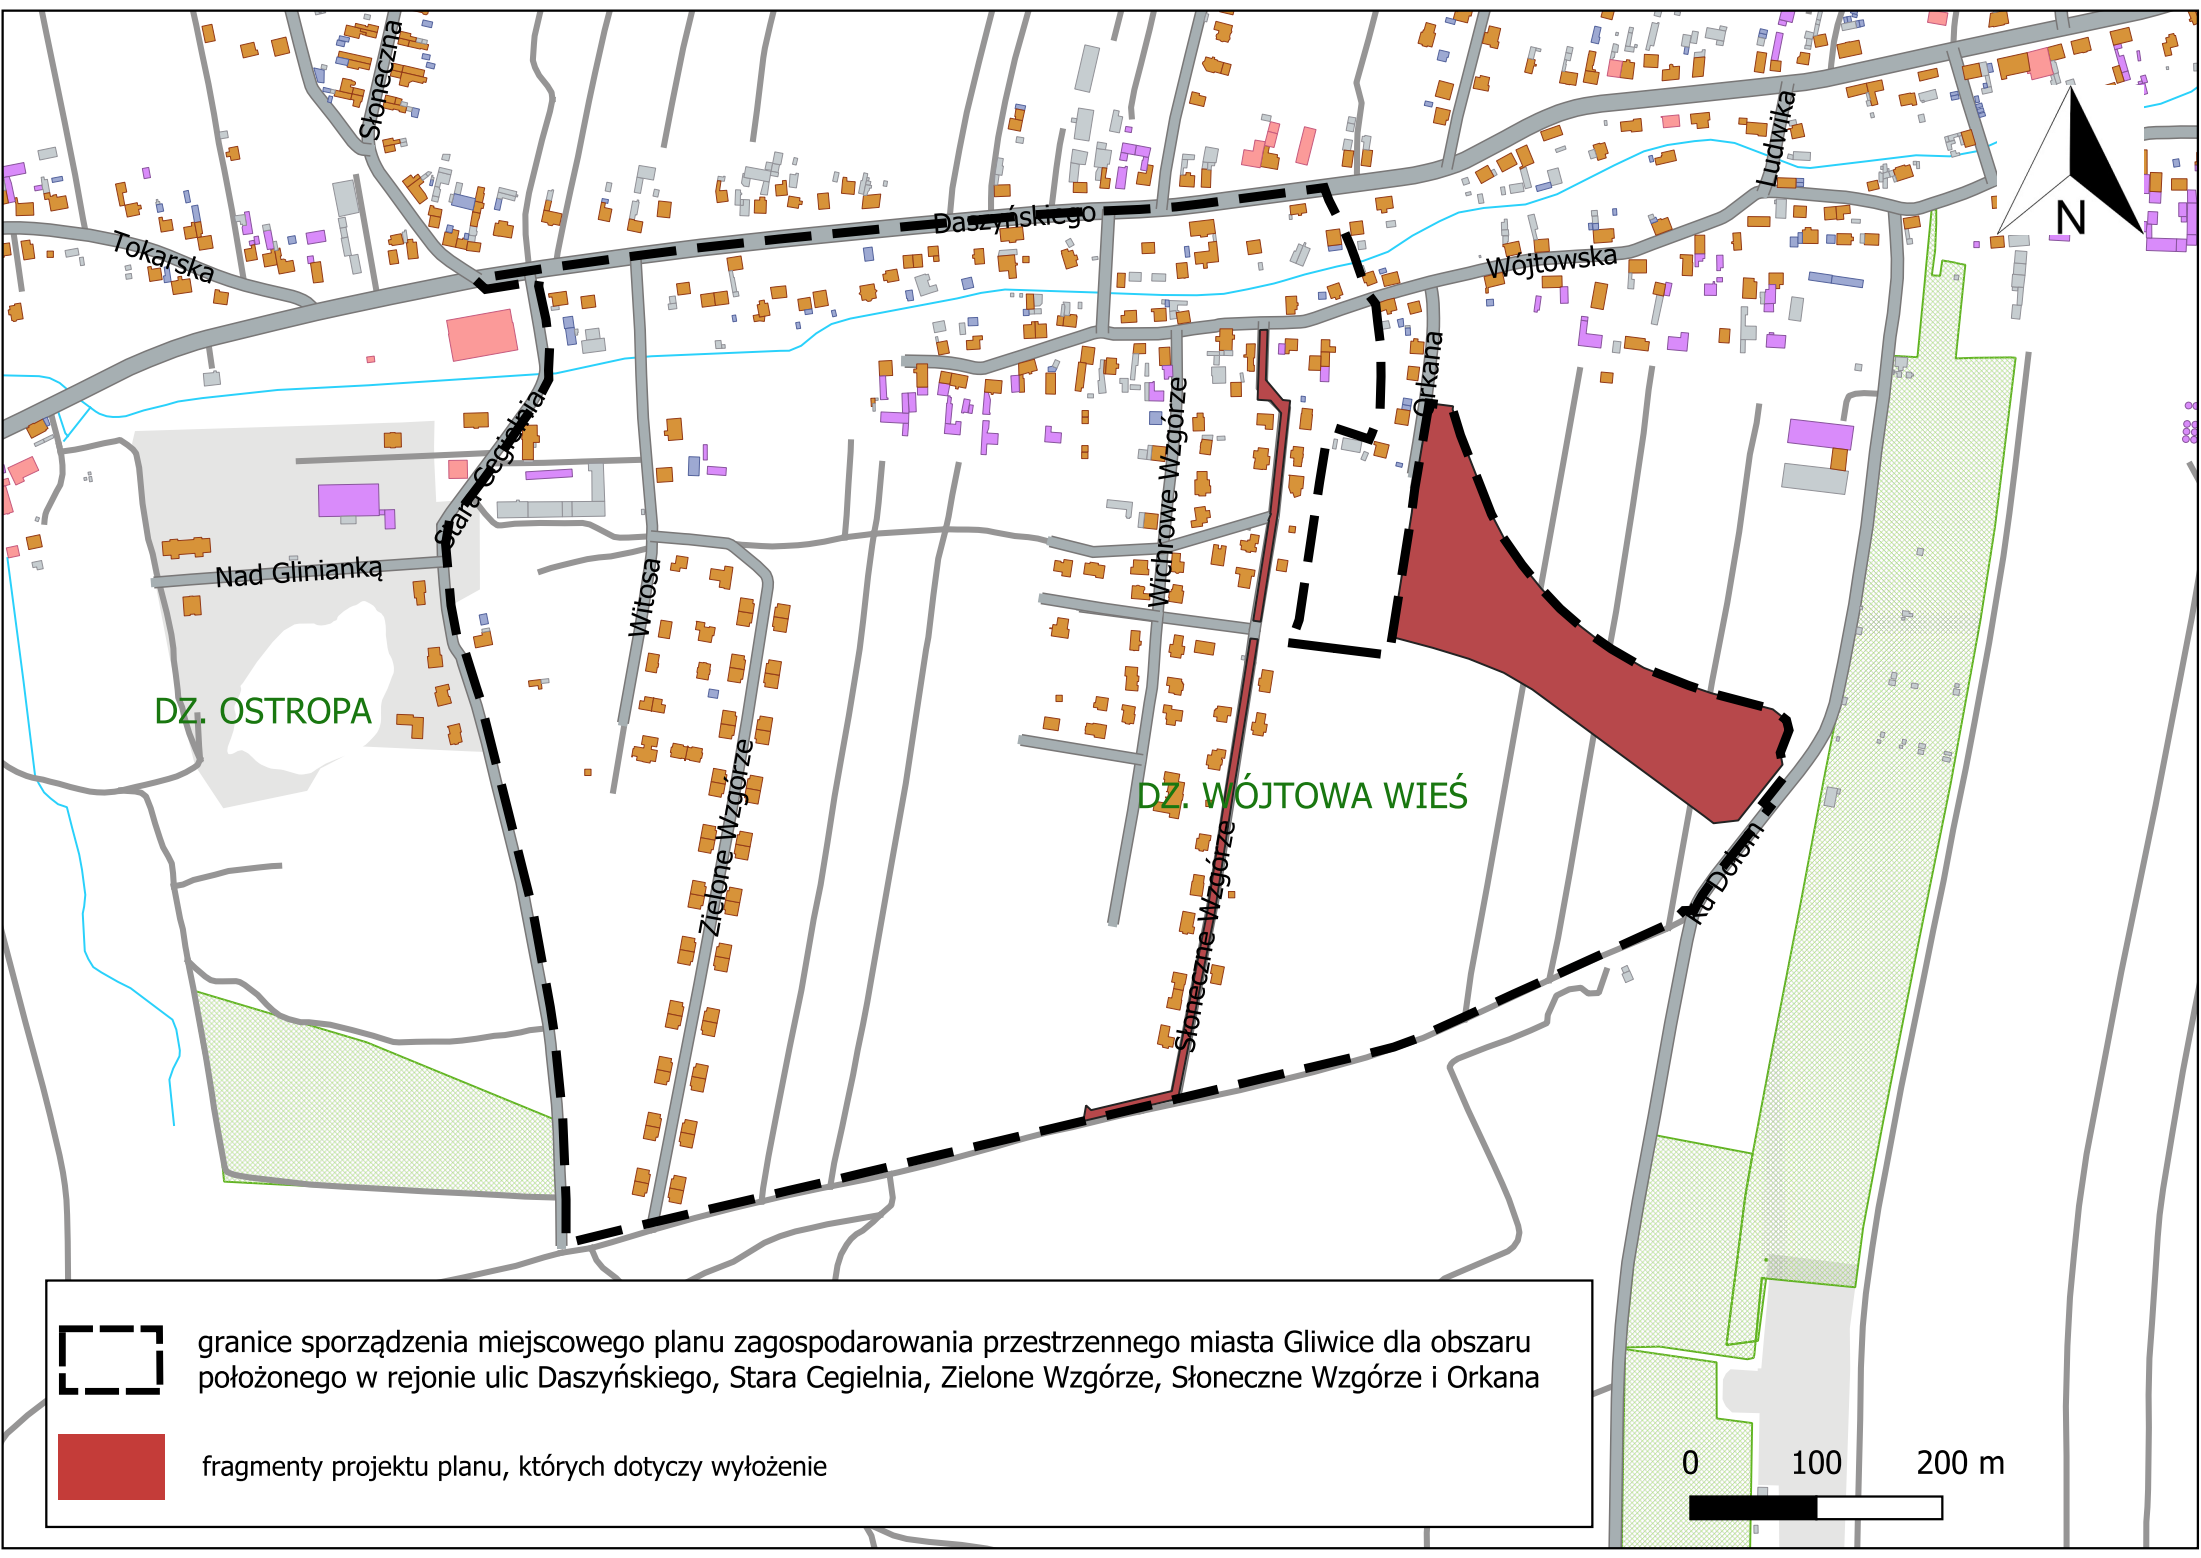 Słoneczna
Ludwika
Daszyńskiego
Tokarska
N
Wójtowska
Orkana
Stara Cegielnia
Wichrowe Wzgórze
Nad Glinianką
Witosa
DZ. OSTROPA
DZ. WÓJTOWA WIEŚ
Zielone Wzgórze
Słoneczne Wzgórze
Ku Dołom
granice sporządzenia miejscowego planu zagospodarowania przestrzennego miasta Gliwice dla obszaru
położonego w rejonie ulic Daszyńskiego, Stara Cegielnia, Zielone Wzgórze, Słoneczne Wzgórze i Orkana
fragmenty projektu planu, których dotyczy wyłożenie
0 100 200 m